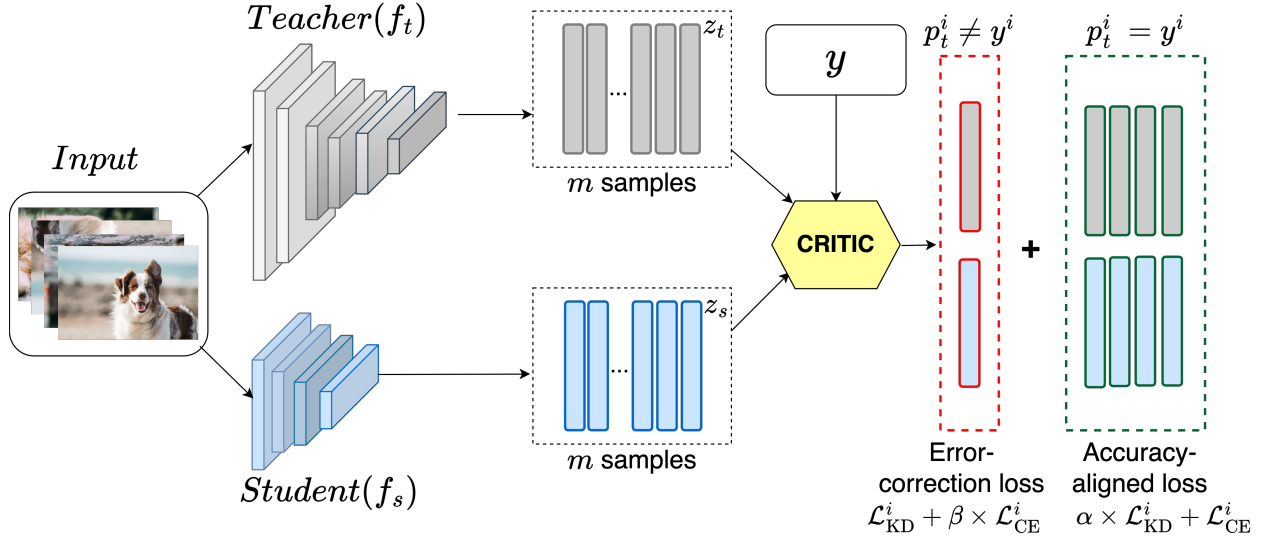 Teacher(f_t)
z_t
y
p_t^i ≠ y^i
p_t^i = y^i
...
m samples
Input
CRITIC
+
z_s
...
m samples
Student(f_s)
Error-
correction loss
ℒ_KD^i + β × ℒ_CE^i
Accuracy-
aligned loss
α × ℒ_KD^i + ℒ_CE^i